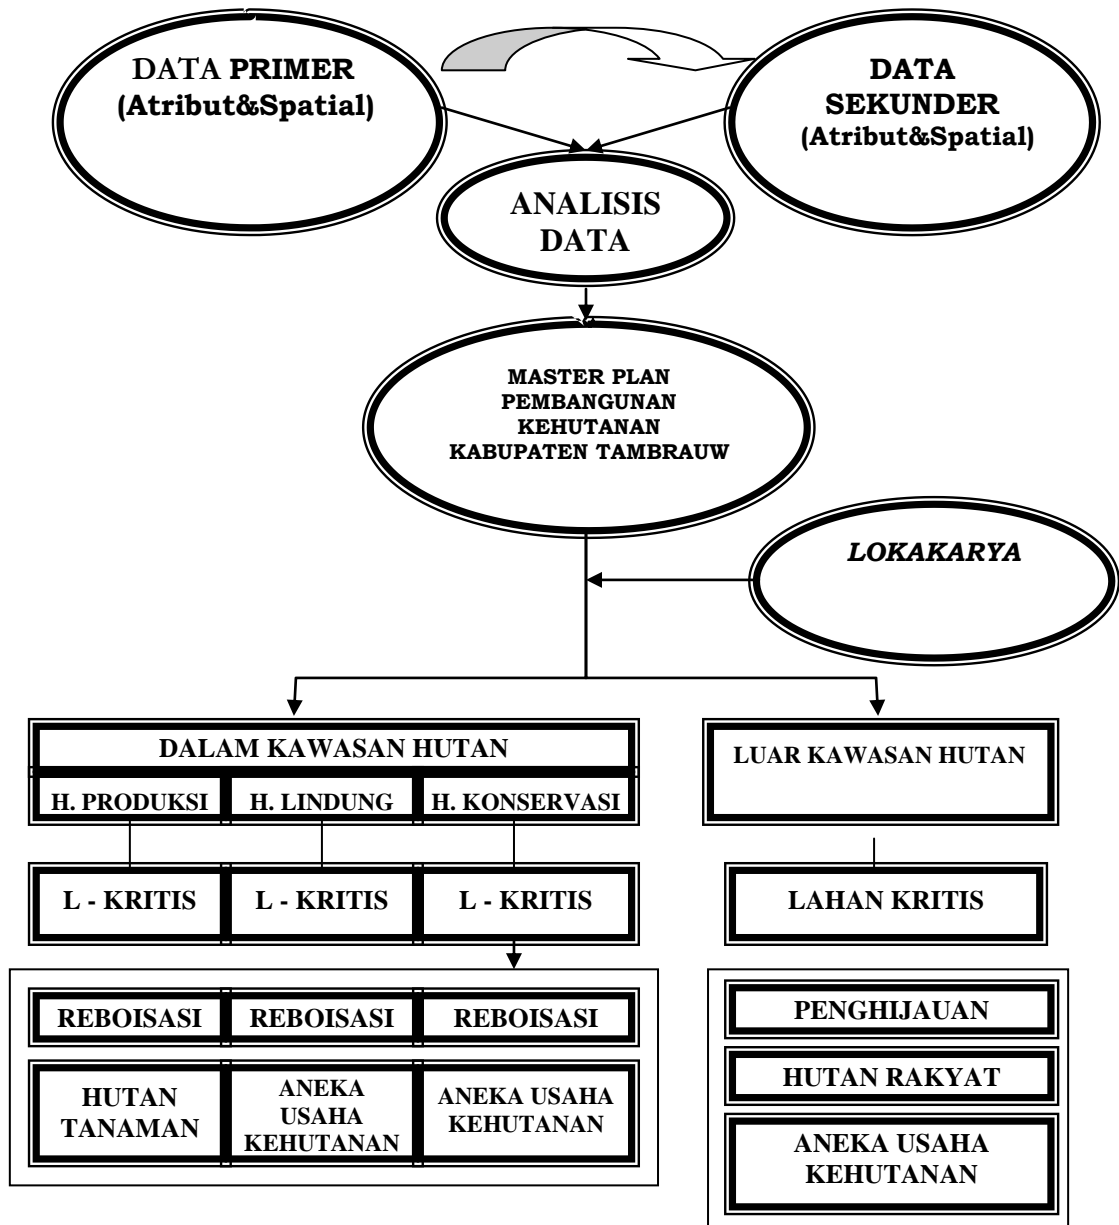 DATA PRIMER
(Atribut&Spatial)
DATA
SEKUNDER
(Atribut&Spatial)
ANALISIS
DATA
MASTER PLAN
PEMBANGUNAN
KEHUTANAN
KABUPATEN TAMBRAUW
LOKAKARYA
DALAM KAWASAN HUTAN
H. PRODUKSI
H. LINDUNG
H. KONSERVASI
LUAR KAWASAN HUTAN
L - KRITIS
L - KRITIS
L - KRITIS
LAHAN KRITIS
REBOISASI
REBOISASI
REBOISASI
HUTAN
TANAMAN
ANEKA
USAHA
KEHUTANAN
ANEKA USAHA
KEHUTANAN
PENGHIJAUAN
HUTAN RAKYAT
ANEKA USAHA
KEHUTANAN